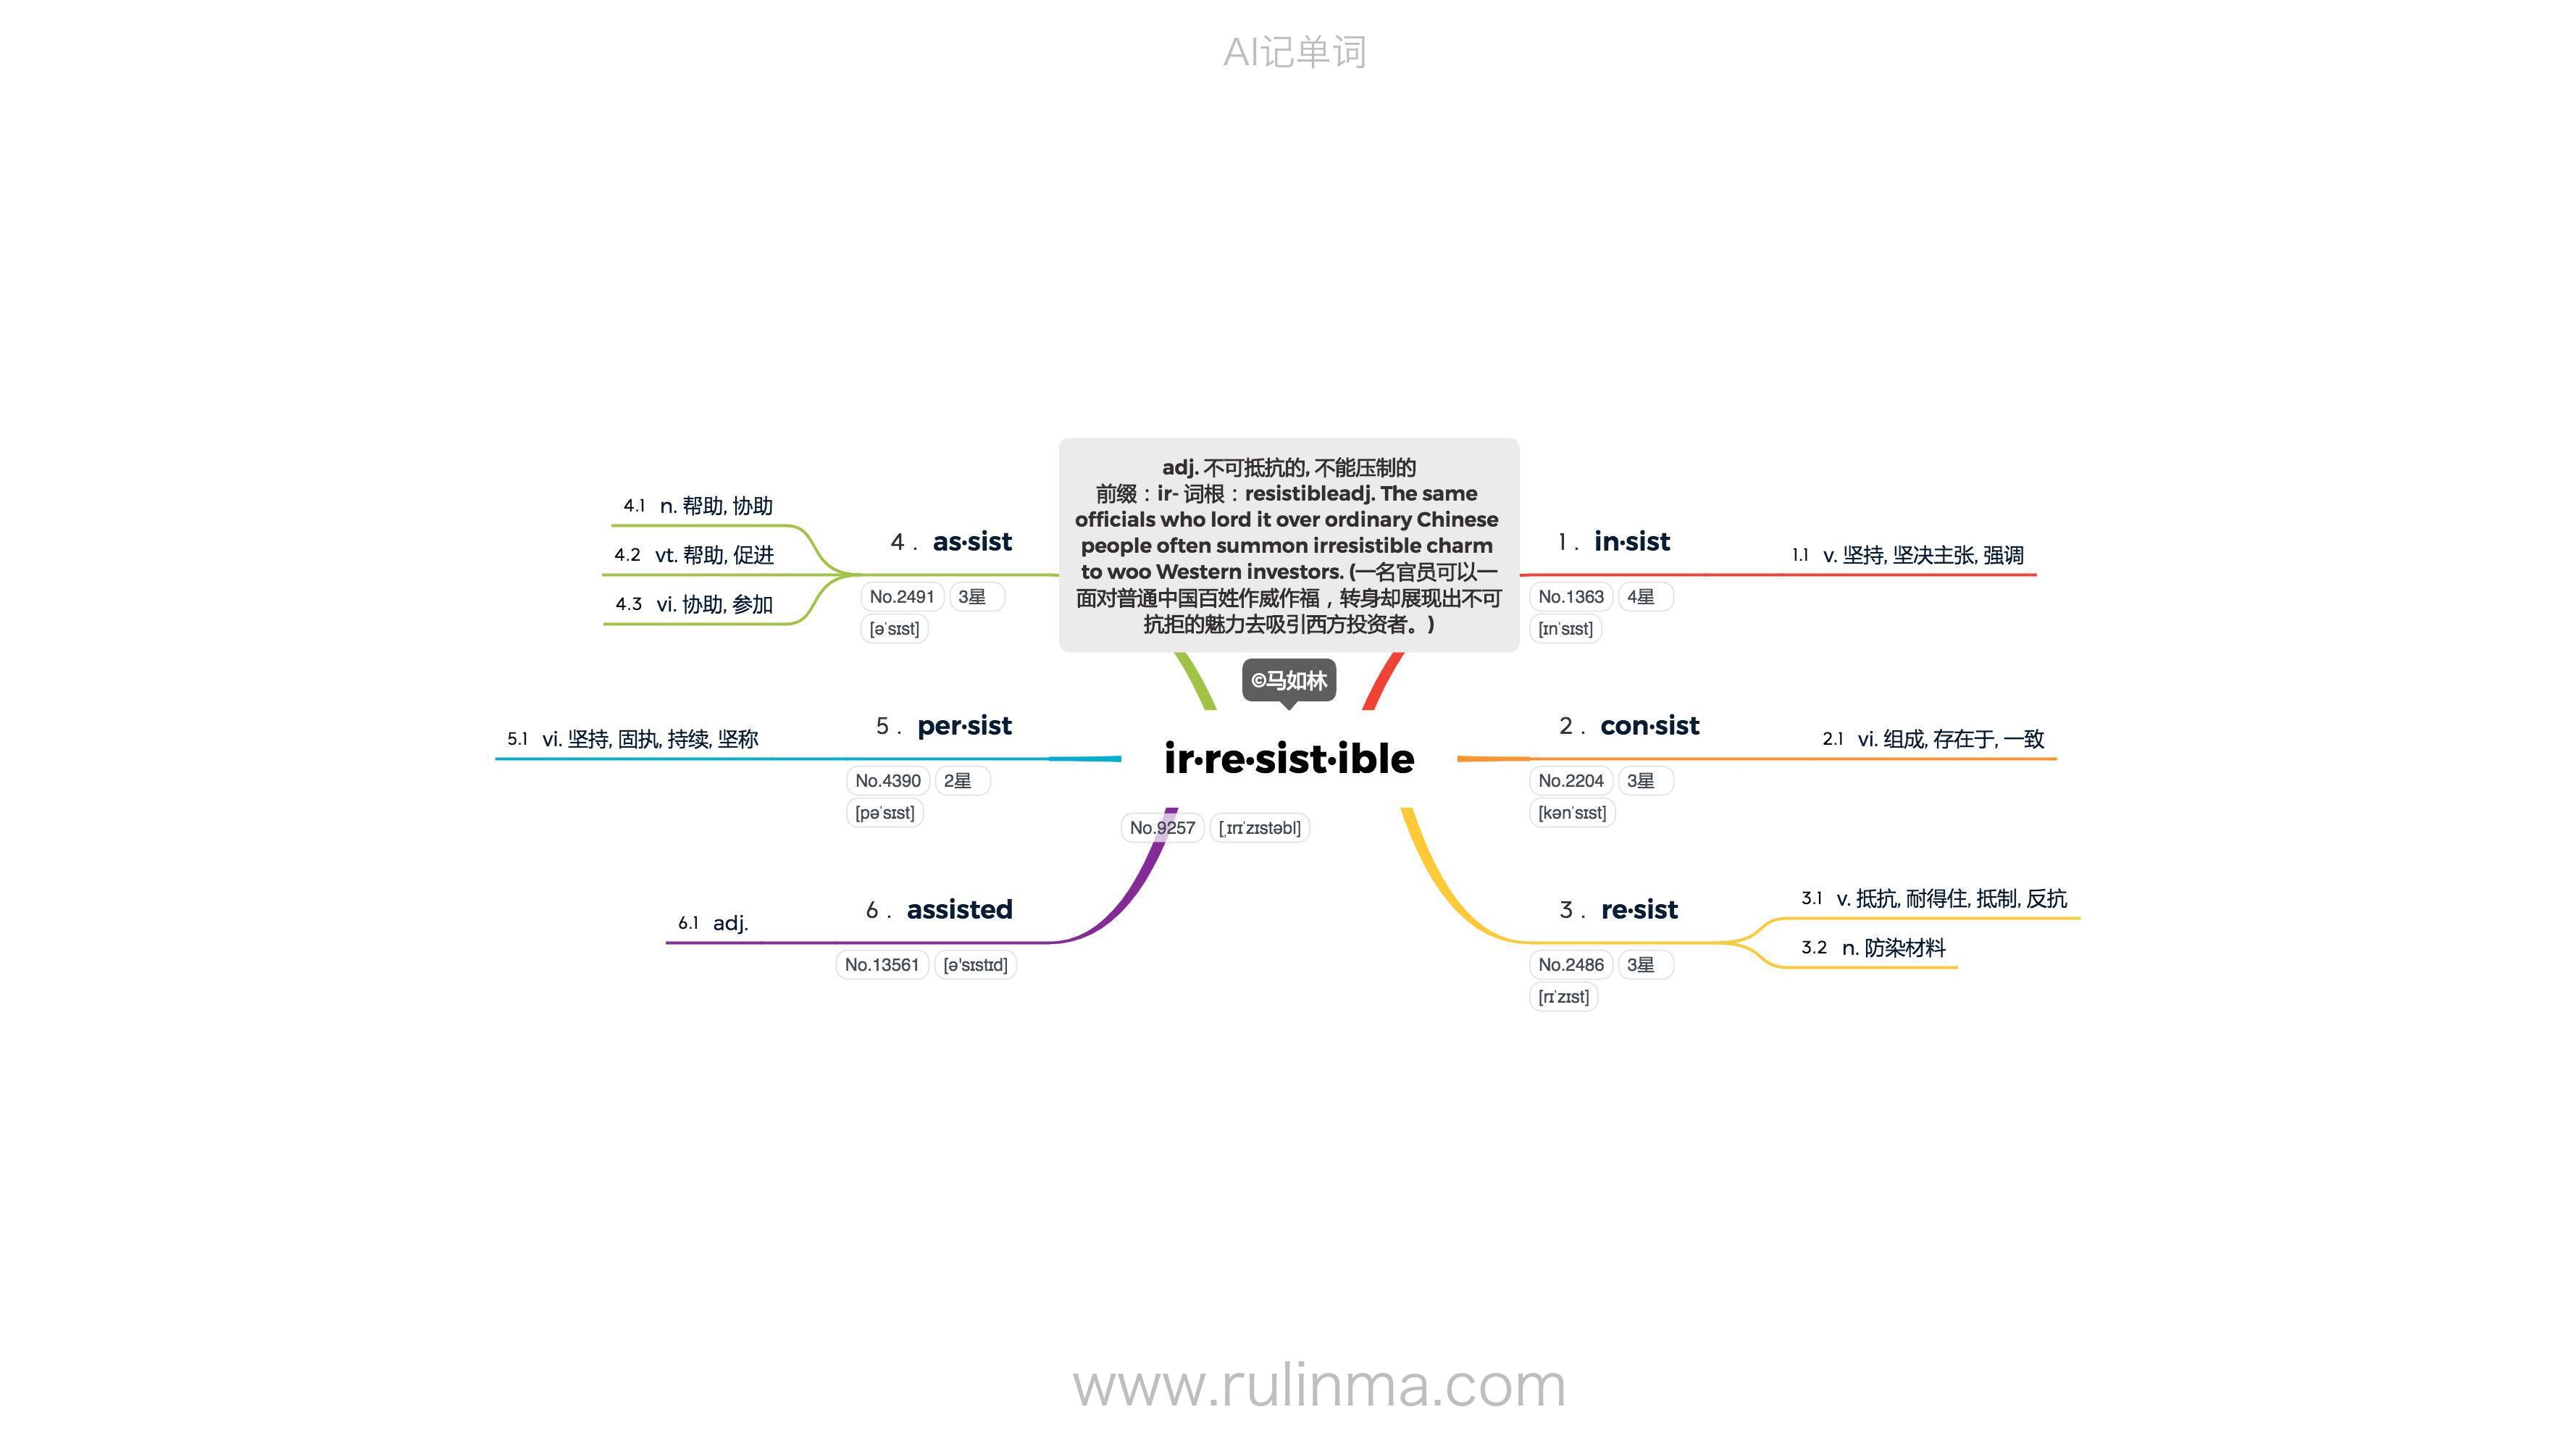 AI记单词
adj. 不可抵抗的, 不能压制的
前缀：ir- 词根：resistibleadj. The same
officials who lord it over ordinary Chinese
people often summon irresistible charm
to woo Western investors. (一名官员可以一
面对普通中国百姓作威作福，转身却展现出不可
抗拒的魅力去吸引西方投资者。)
©马如林
ir·re·sist·ible
No.9257 [ˌɪrɪˈzɪstəbl]
1 . in·sist
No.1363 4星
[ɪnˈsɪst]
1.1 v. 坚持, 坚决主张, 强调
2 . con·sist
No.2204 3星
[kənˈsɪst]
2.1 vi. 组成, 存在于, 一致
3 . re·sist
No.2486 3星
[rɪˈzɪst]
3.1 v. 抵抗, 耐得住, 抵制, 反抗
3.2 n. 防染材料
4 . as·sist
No.2491 3星
[əˈsɪst]
4.1 n. 帮助, 协助
4.2 vt. 帮助, 促进
4.3 vi. 协助, 参加
5 . per·sist
No.4390 2星
[pəˈsɪst]
5.1 vi. 坚持, 固执, 持续, 坚称
6 . assisted
No.13561 [ə'sɪstɪd]
6.1 adj.
www.rulinma.com